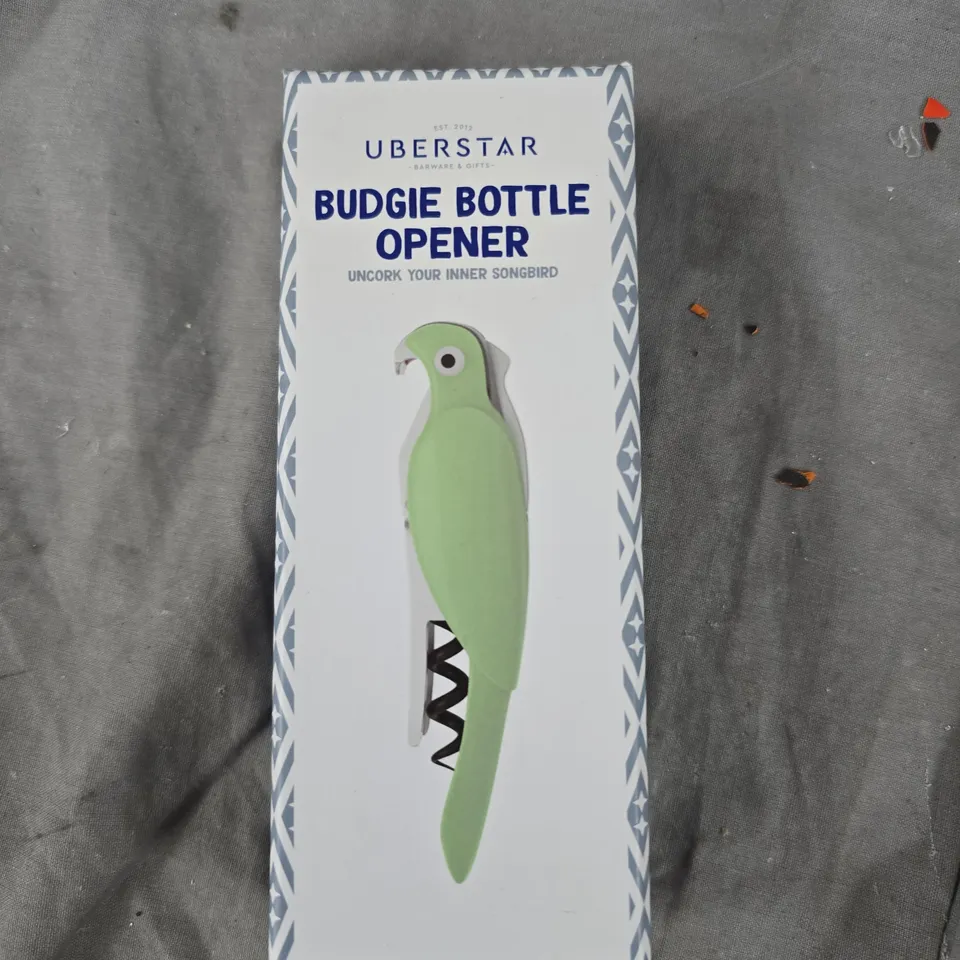 EST. 2012
UBERSTAR
- BARWARE & GIFTS -
BUDGIE BOTTLE
OPENER
UNCORK YOUR INNER SONGBIRD